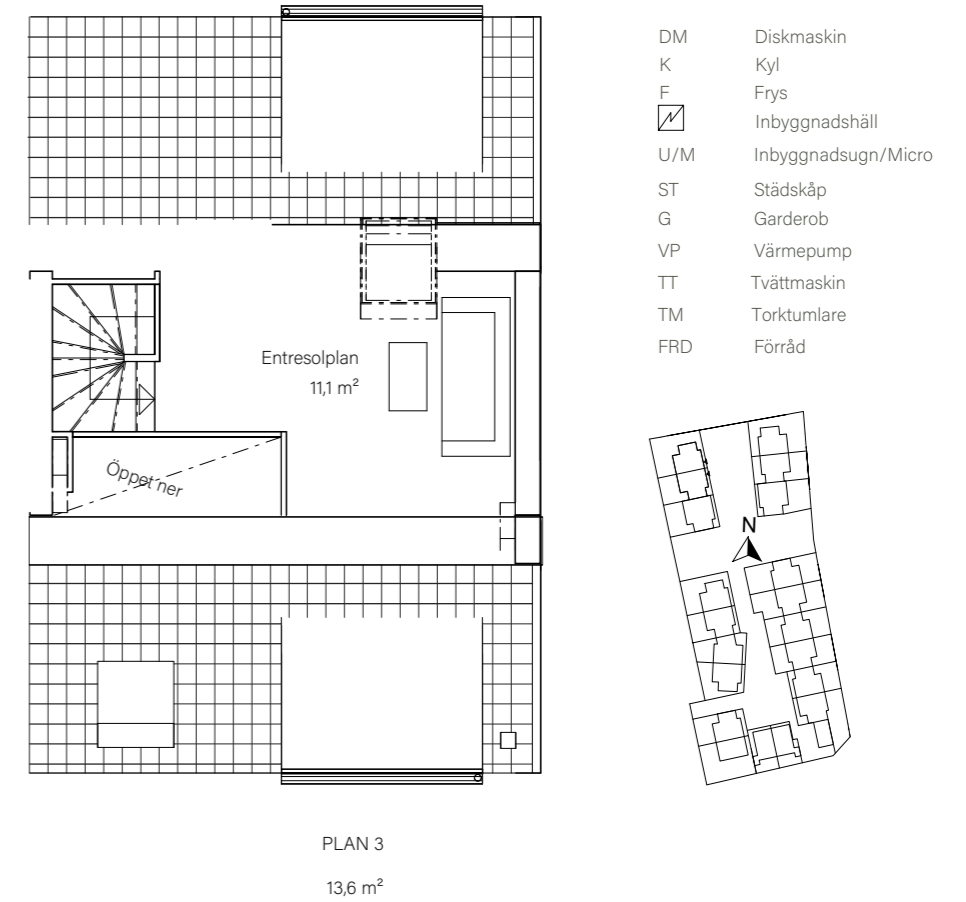 DM Diskmaskin
K Kyl
F Frys
Inbyggnadshäll
U/M Inbyggnadsugn/Micro
ST Städskåp
G Garderob
VP Värmepump
TT Tvättmaskin
TM Torktumlare
FRD Förråd
Entresolplan
11,1 m²
Öppet ner
N
PLAN 3
13,6 m²